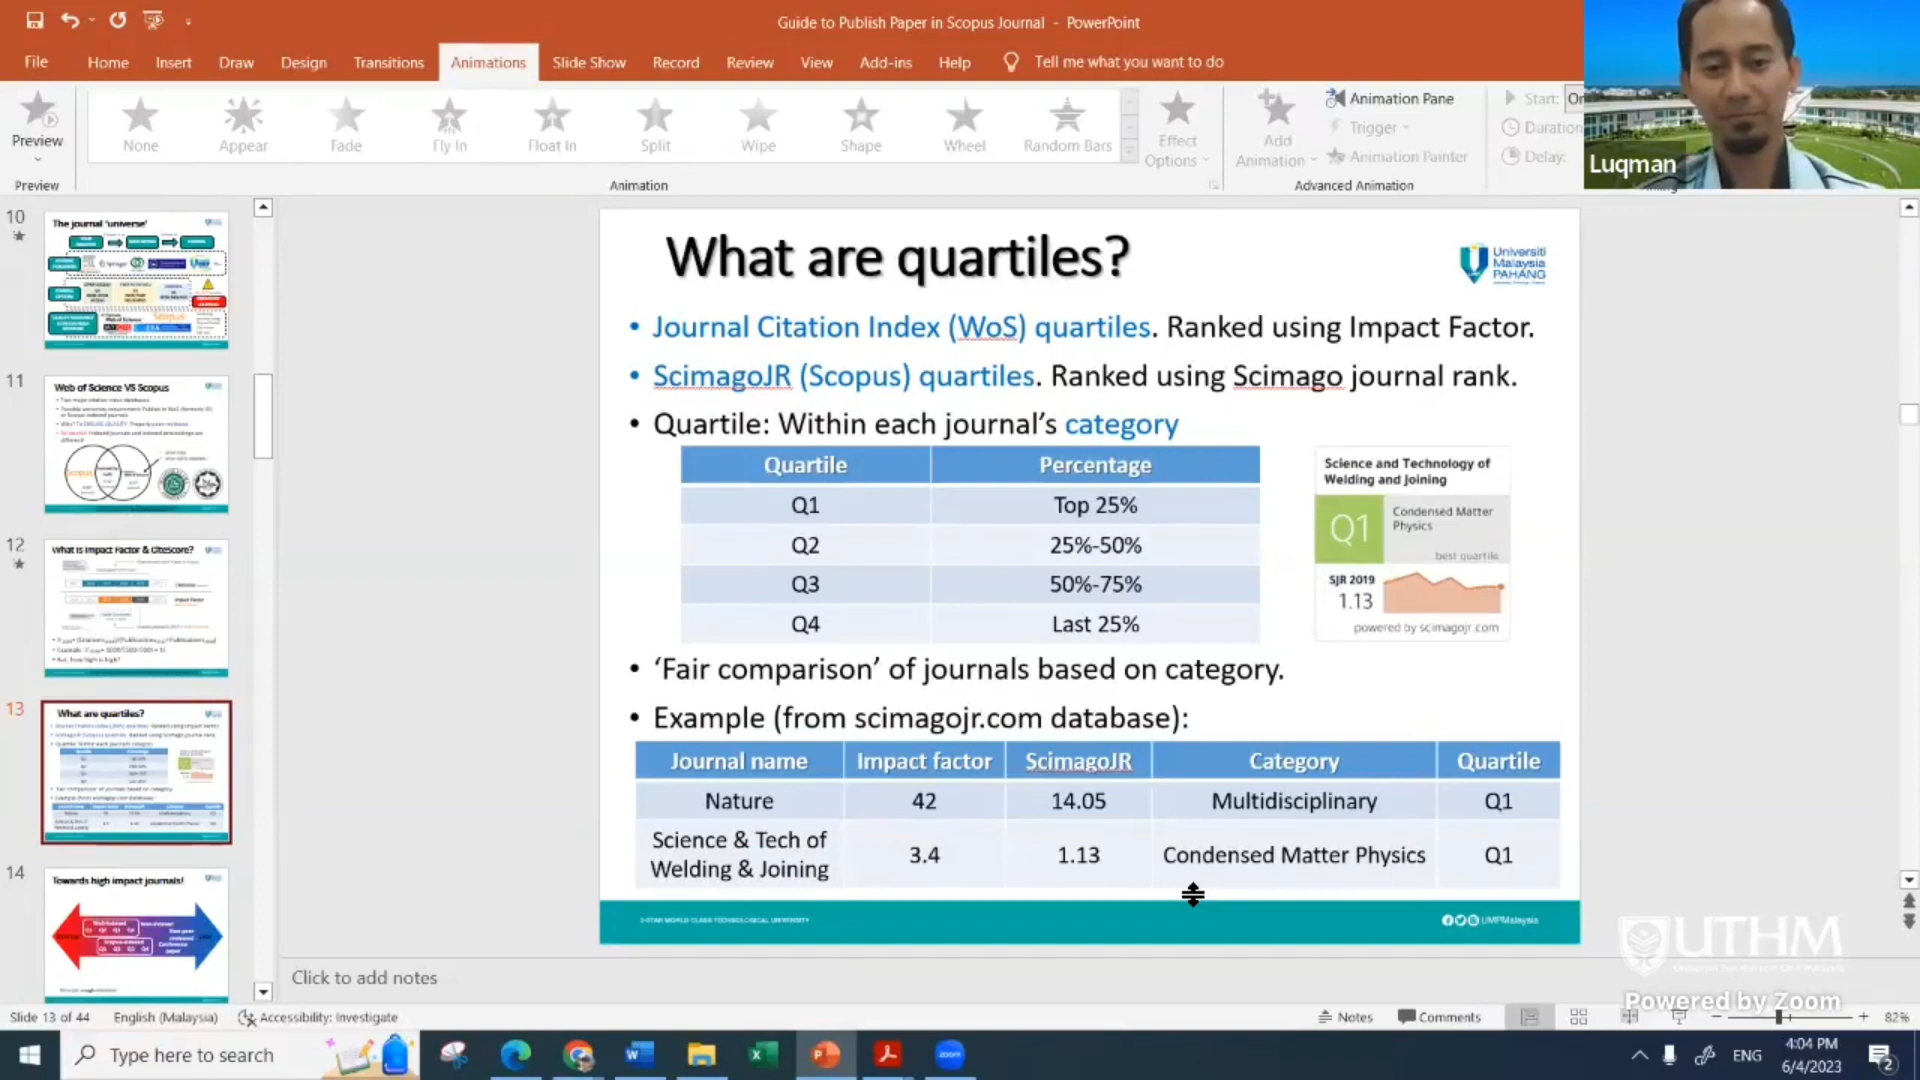 Guide to Publish Paper in Scopus Journal - PowerPoint
File Home Insert Draw Design Transitions Animations Slide Show Record Review View Add-ins Help Tell me what you want to do
Preview
None Appear Fade Fly In Float In Split Wipe Shape Wheel Random Bars
Effect Options
Add Animation
Animation Pane
Trigger
Animation Painter
Start:
Duration
Delay:
Preview
Animation
Advanced Animation
Luqman
10
The journal 'universe'
11
Web of Science VS Scopus
12
What is Impact Factor & CiteScore?
13
What are quartiles?
14
Towards high impact journals!
What are quartiles?
Universiti
Malaysia
PAHANG
• Journal Citation Index (WoS) quartiles. Ranked using Impact Factor.
• ScimagoJR (Scopus) quartiles. Ranked using Scimago journal rank.
• Quartile: Within each journal's category
Quartile Percentage
Q1 Top 25%
Q2 25%-50%
Q3 50%-75%
Q4 Last 25%
Science and Technology of
Welding and Joining
Q1
Condensed Matter
Physics
best quartile
SJR 2019
1.13
powered by scimagojr.com
• 'Fair comparison' of journals based on category.
• Example (from scimagojr.com database):
Journal name Impact factor ScimagoJR Category Quartile
Nature 42 14.05 Multidisciplinary Q1
Science & Tech of
Welding & Joining 3.4 1.13 Condensed Matter Physics Q1
5-STAR WORLD CLASS TECHNOLOGICAL UNIVERSITY
UMPMalaysia
UTHM
Powered by Zoom
Click to add notes
Slide 13 of 44 English (Malaysia) Accessibility: Investigate Notes Comments 82%
Type here to search
zoom
ENG
4:04 PM
6/4/2023
2